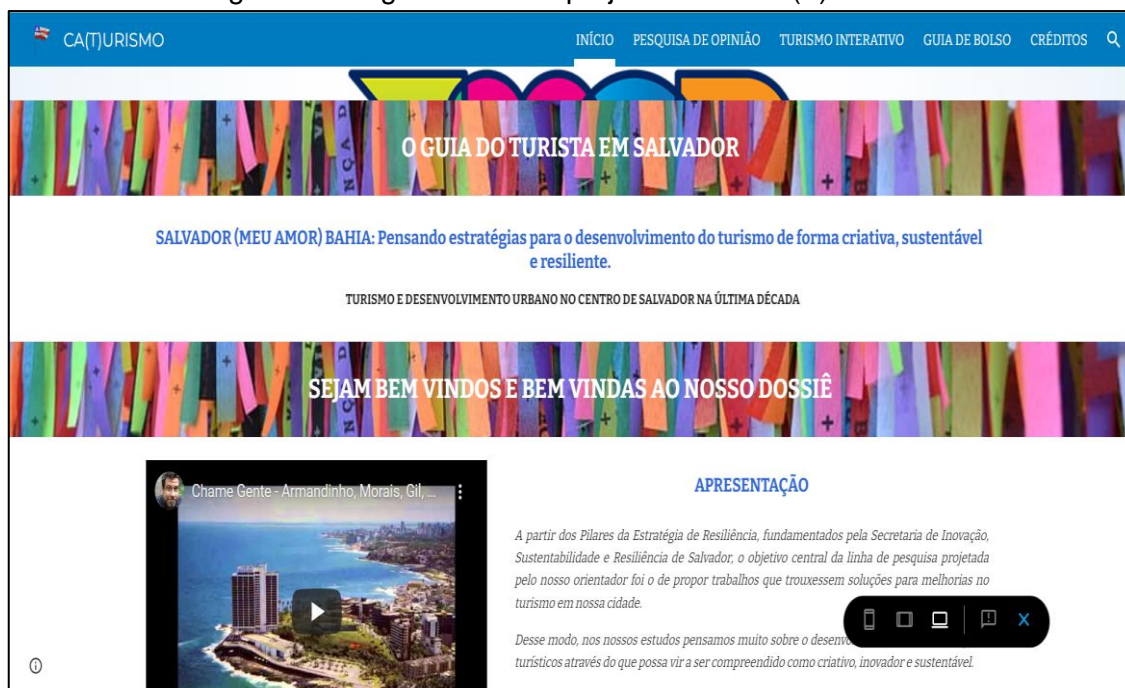 CA(T)URISMO
INÍCIO PESQUISA DE OPINIÃO TURISMO INTERATIVO GUIA DE BOLSO CRÉDITOS
O GUIA DO TURISTA EM SALVADOR
SALVADOR (MEU AMOR) BAHIA: Pensando estratégias para o desenvolvimento do turismo de forma criativa, sustentável
e resiliente.
TURISMO E DESENVOLVIMENTO URBANO NO CENTRO DE SALVADOR NA ÚLTIMA DÉCADA
SEJAM BEM VINDOS E BEM VINDAS AO NOSSO DOSSIÊ
Chame Gente - Armandinho, Morais, Gil, ...
APRESENTAÇÃO
A partir dos Pilares da Estratégia de Resiliência, fundamentados pela Secretaria de Inovação,
Sustentabilidade e Resiliência de Salvador, o objetivo central da linha de pesquisa projetada
pelo nosso orientador foi o de propor trabalhos que trouxessem soluções para melhorias no
turismo em nossa cidade.
Desse modo, nos nossos estudos pensamos muito sobre o
turísticos através do que possa vir a ser compreendido como criativo, inovador e sustentável.